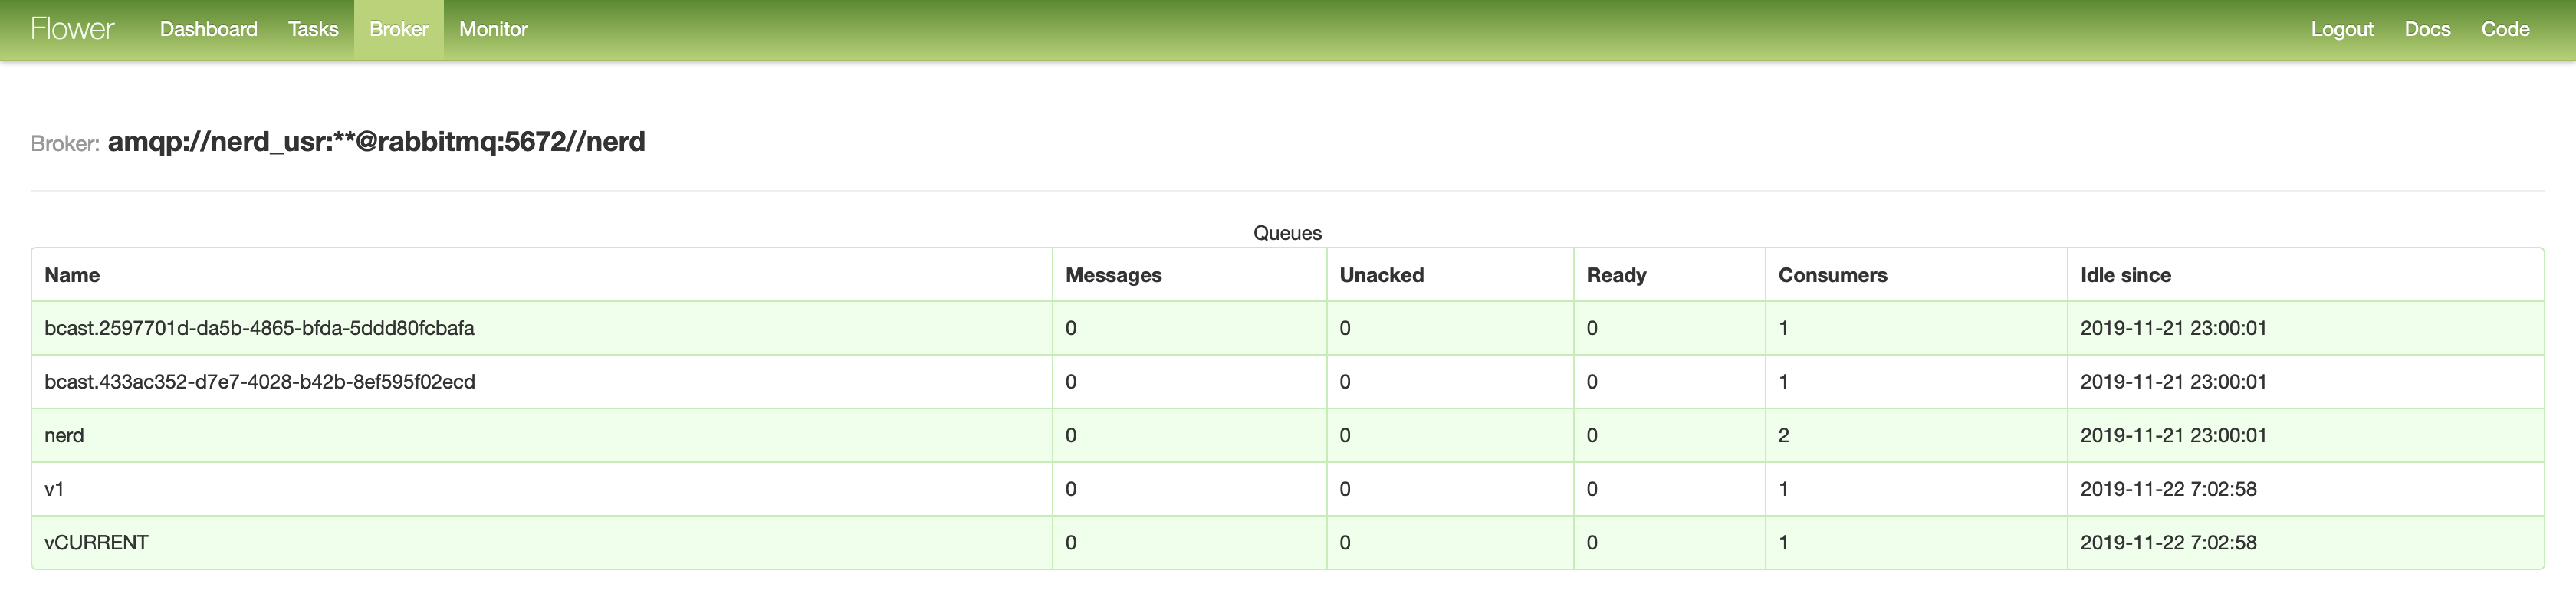 Flower Dashboard Tasks Broker Monitor Logout Docs Code
Broker: amqp://nerd_usr:**@rabbitmq:5672//nerd
Queues
Name Messages Unacked Ready Consumers Idle since
bcast.2597701d-da5b-4865-bfda-5ddd80fcbafa 0 0 0 1 2019-11-21 23:00:01
bcast.433ac352-d7e7-4028-b42b-8ef595f02ecd 0 0 0 1 2019-11-21 23:00:01
nerd 0 0 0 2 2019-11-21 23:00:01
v1 0 0 0 1 2019-11-22 7:02:58
vCURRENT 0 0 0 1 2019-11-22 7:02:58